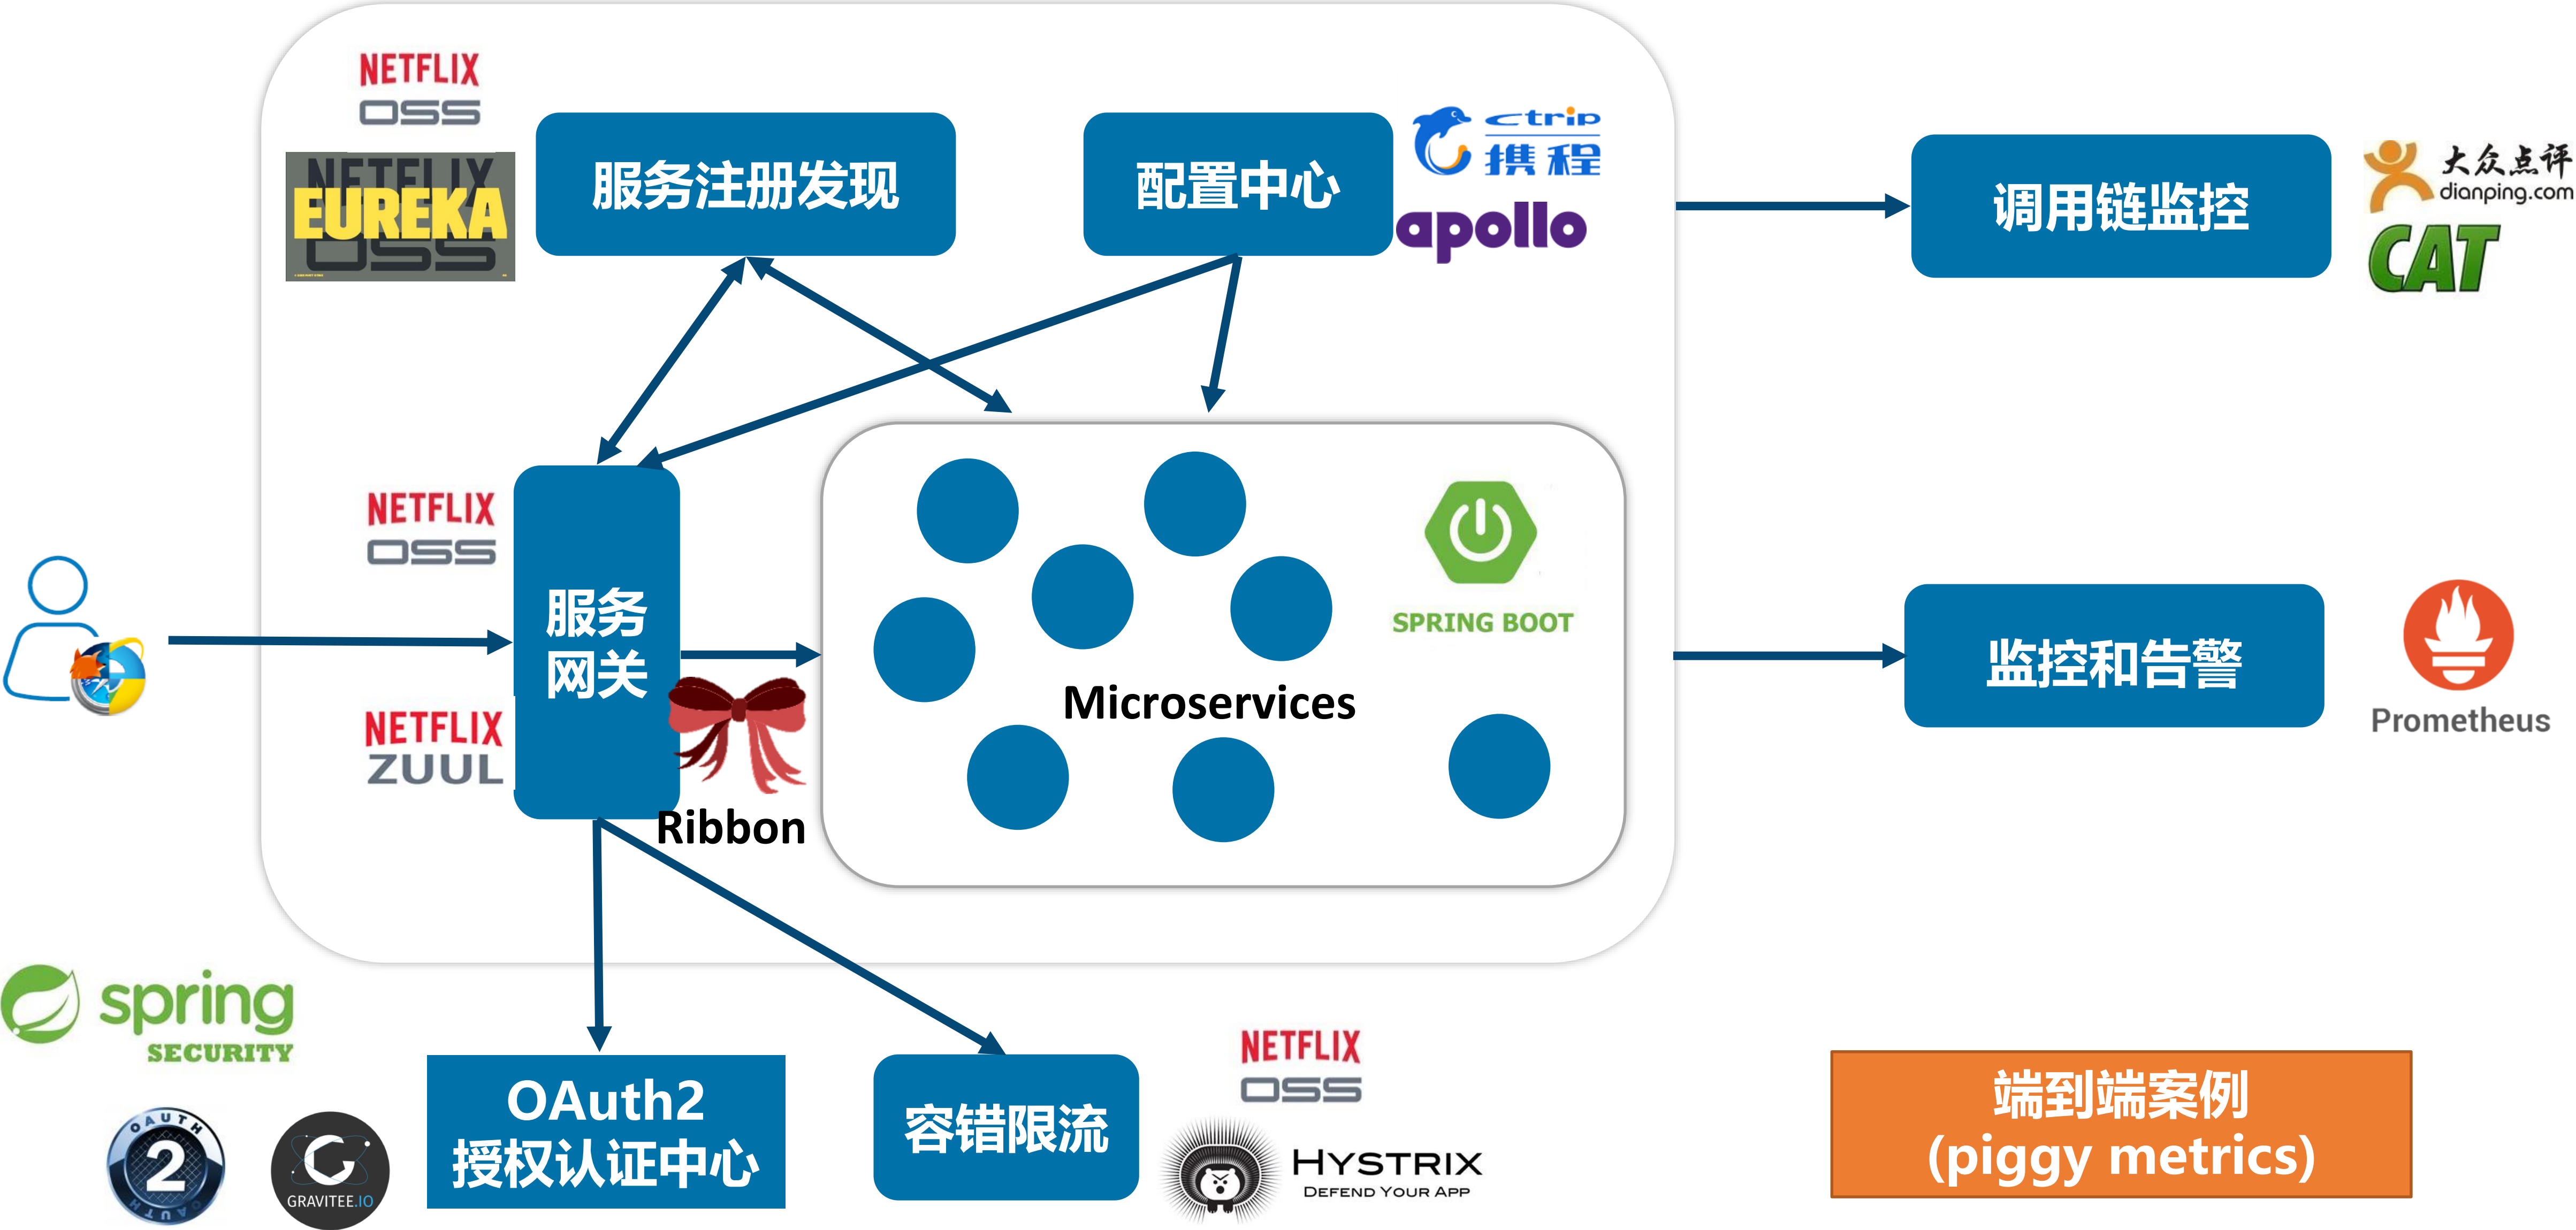 NETFLIX
OSS
NETFLIX
EUREKA
OSS
服务注册发现
配置中心
ctrip
携程
apollo
调用链监控
大众点评
dianping.com
CAT
NETFLIX
OSS
服务
网关
NETFLIX
ZUUL
Ribbon
SPRING BOOT
Microservices
监控和告警
Prometheus
spring
SECURITY
OAUTH
2
OAUTH
GRAVITEE.IO
OAuth2
授权认证中心
容错限流
NETFLIX
OSS
HYSTRIX
DEFEND YOUR APP
端到端案例
(piggy metrics)